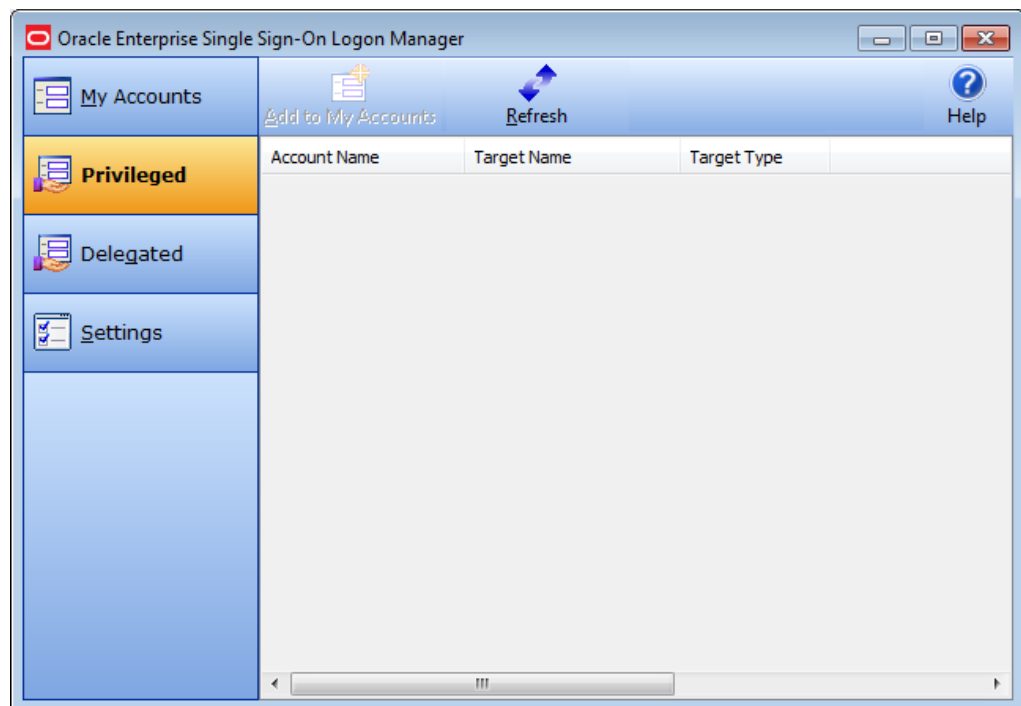 Oracle Enterprise Single Sign-On Logon Manager
My Accounts
Add to My Accounts
Refresh
Help
Privileged
Account Name Target Name Target Type
Delegated
Settings